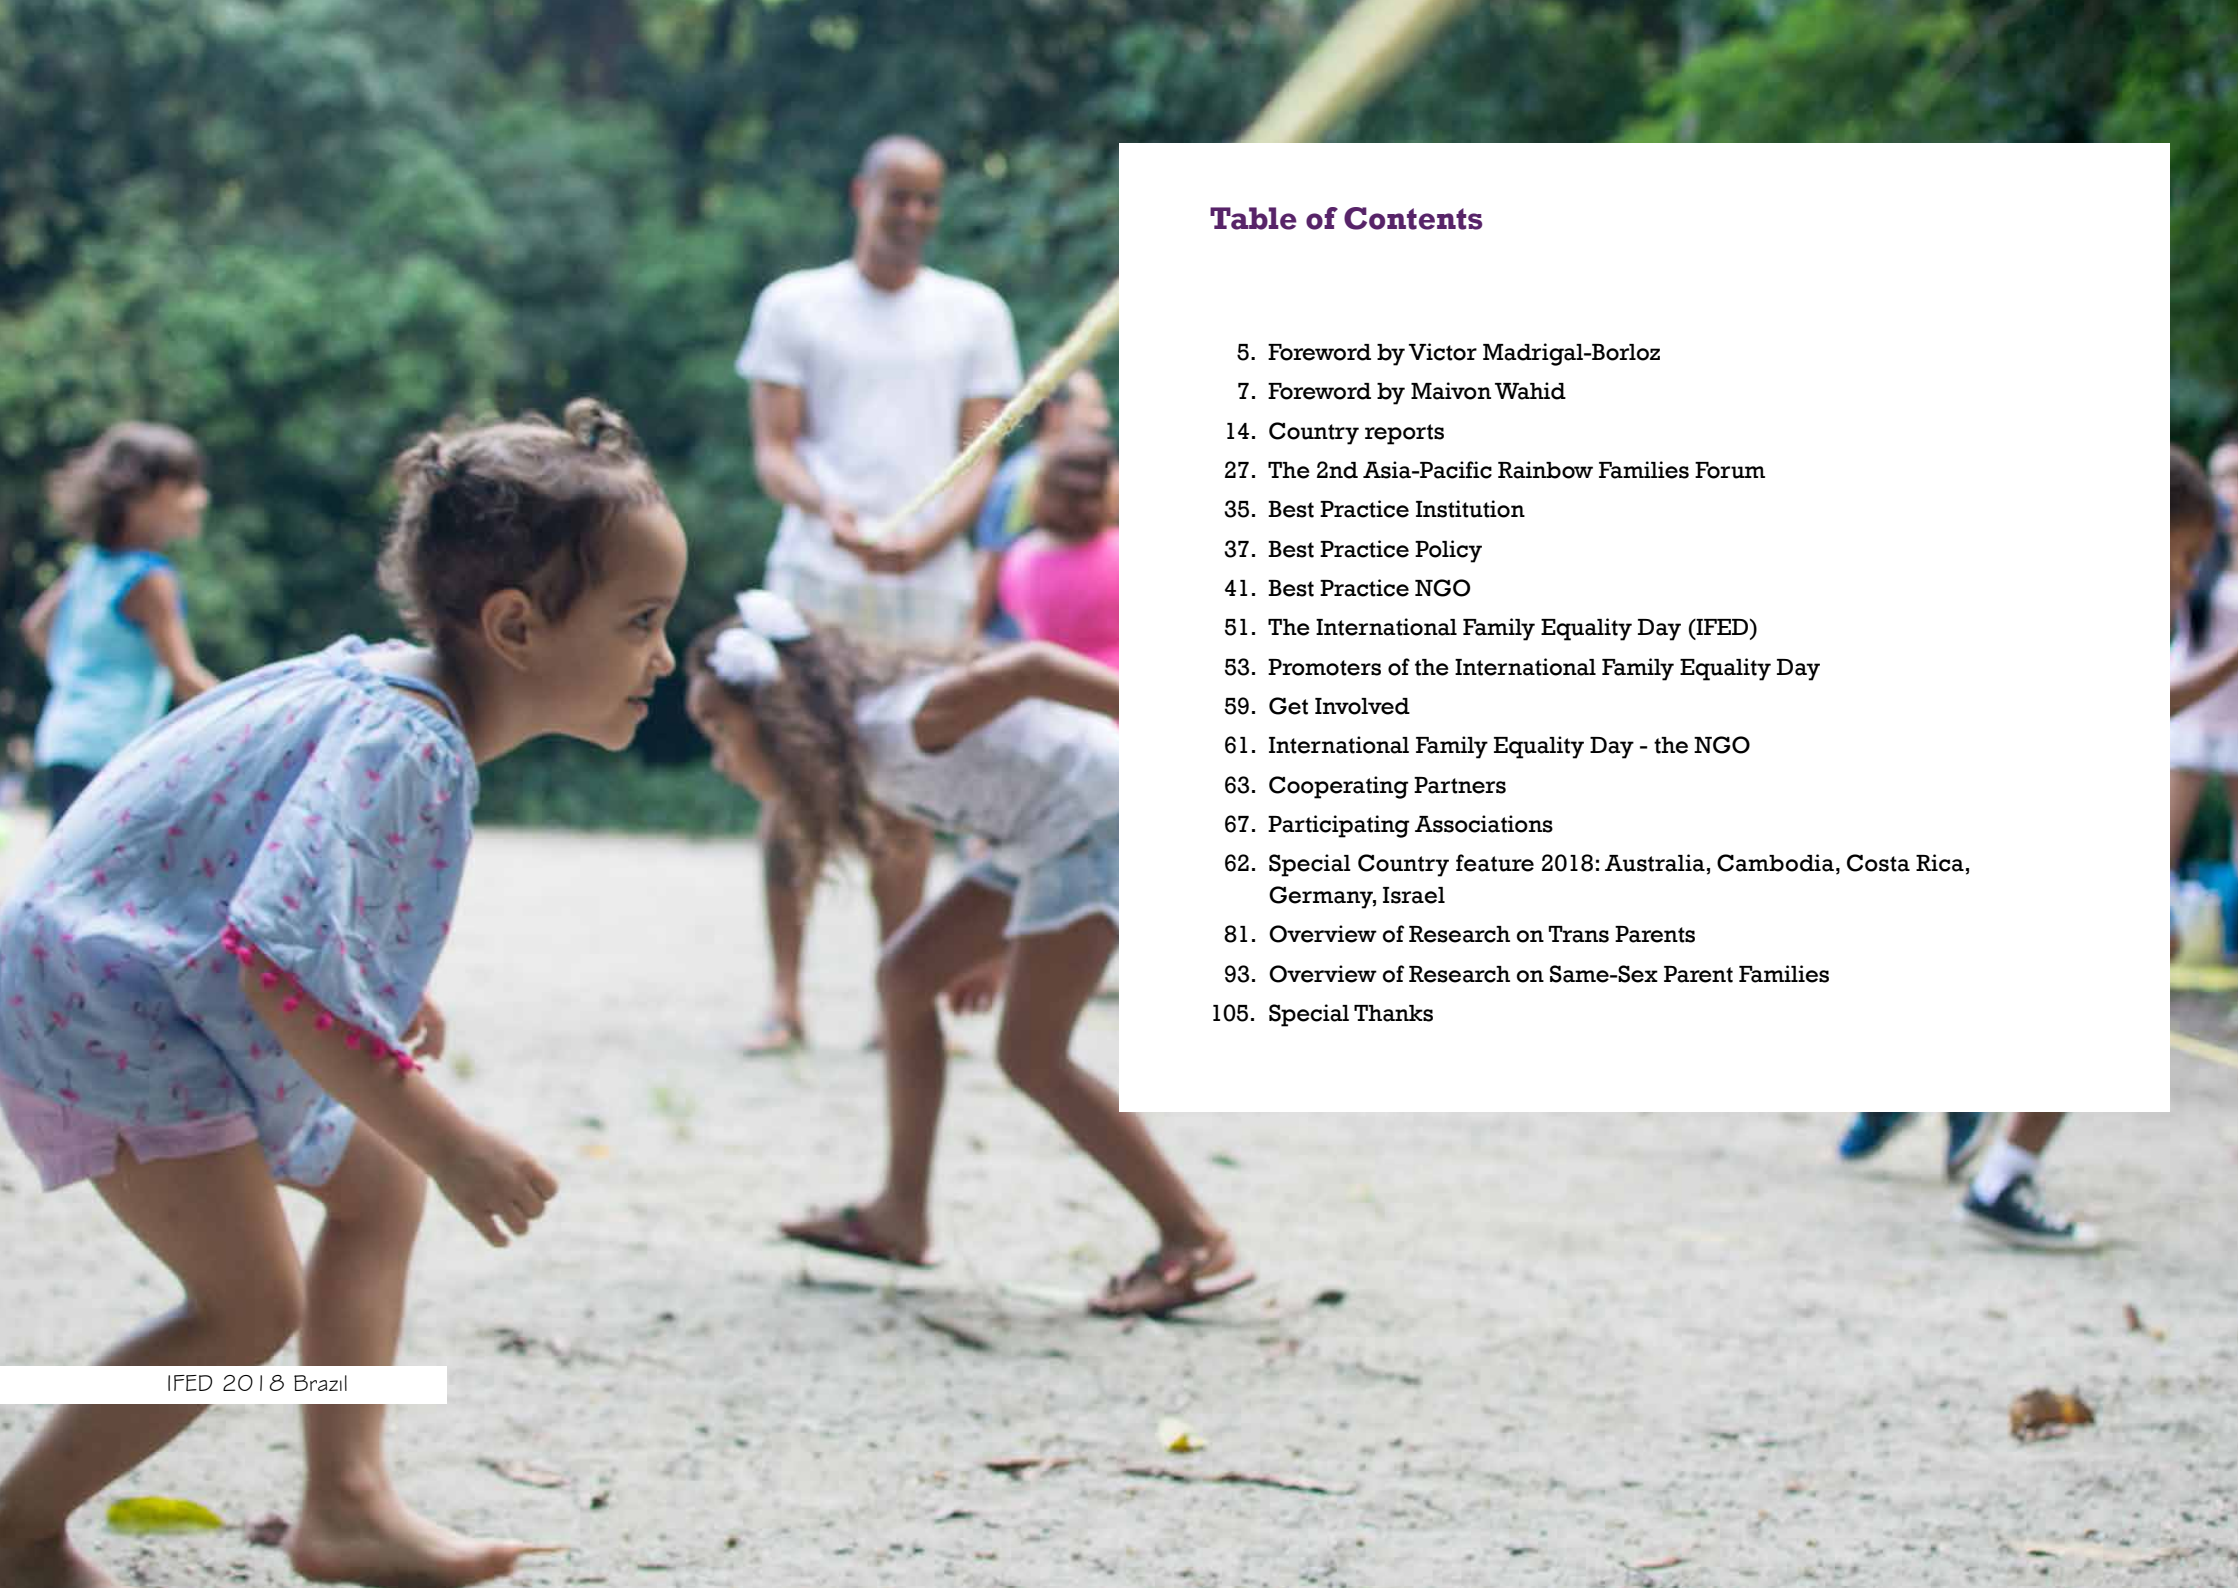 Table of Contents
5. Foreword by Victor Madrigal-Borloz
7. Foreword by Maivon Wahid
14. Country reports
27. The 2nd Asia-Pacific Rainbow Families Forum
35. Best Practice Institution
37. Best Practice Policy
41. Best Practice NGO
51. The International Family Equality Day (IFED)
53. Promoters of the International Family Equality Day
59. Get Involved
61. International Family Equality Day - the NGO
63. Cooperating Partners
67. Participating Associations
62. Special Country feature 2018: Australia, Cambodia, Costa Rica,
Germany, Israel
81. Overview of Research on Trans Parents
93. Overview of Research on Same-Sex Parent Families
105. Special Thanks
IFED 2018 Brazil